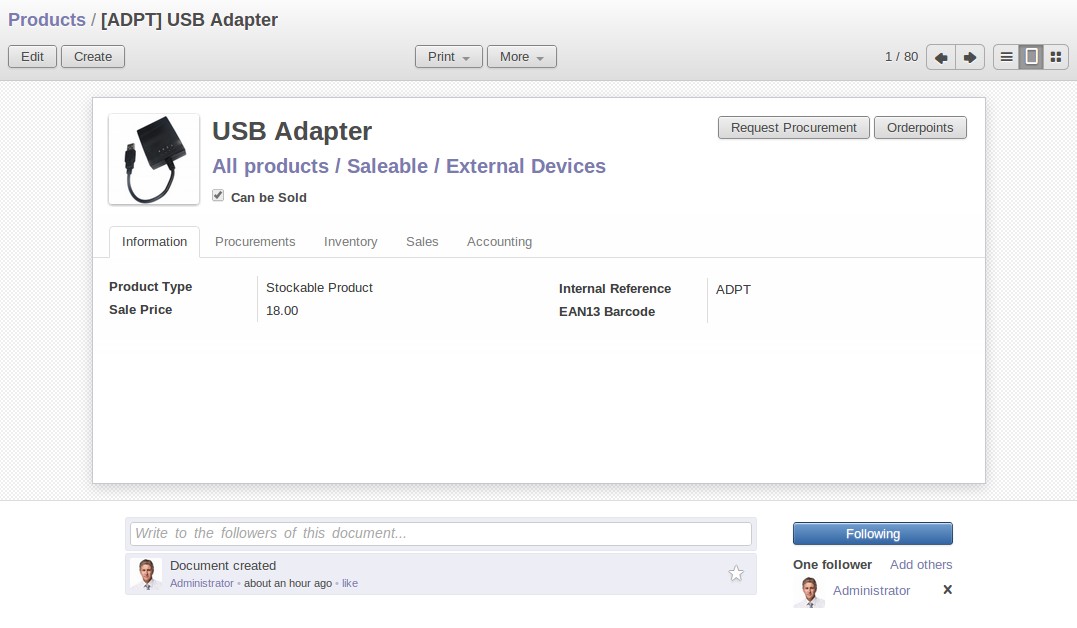 Products / [ADPT] USB Adapter
Edit Create Print More 1 / 80
USB Adapter
Request Procurement Orderpoints
All products / Saleable / External Devices
Can be Sold
Information Procurements Inventory Sales Accounting
Product Type Stockable Product
Sale Price 18.00
Internal Reference ADPT
EAN13 Barcode
Write to the followers of this document...
Document created
Administrator • about an hour ago • like
Following
One follower Add others
Administrator x